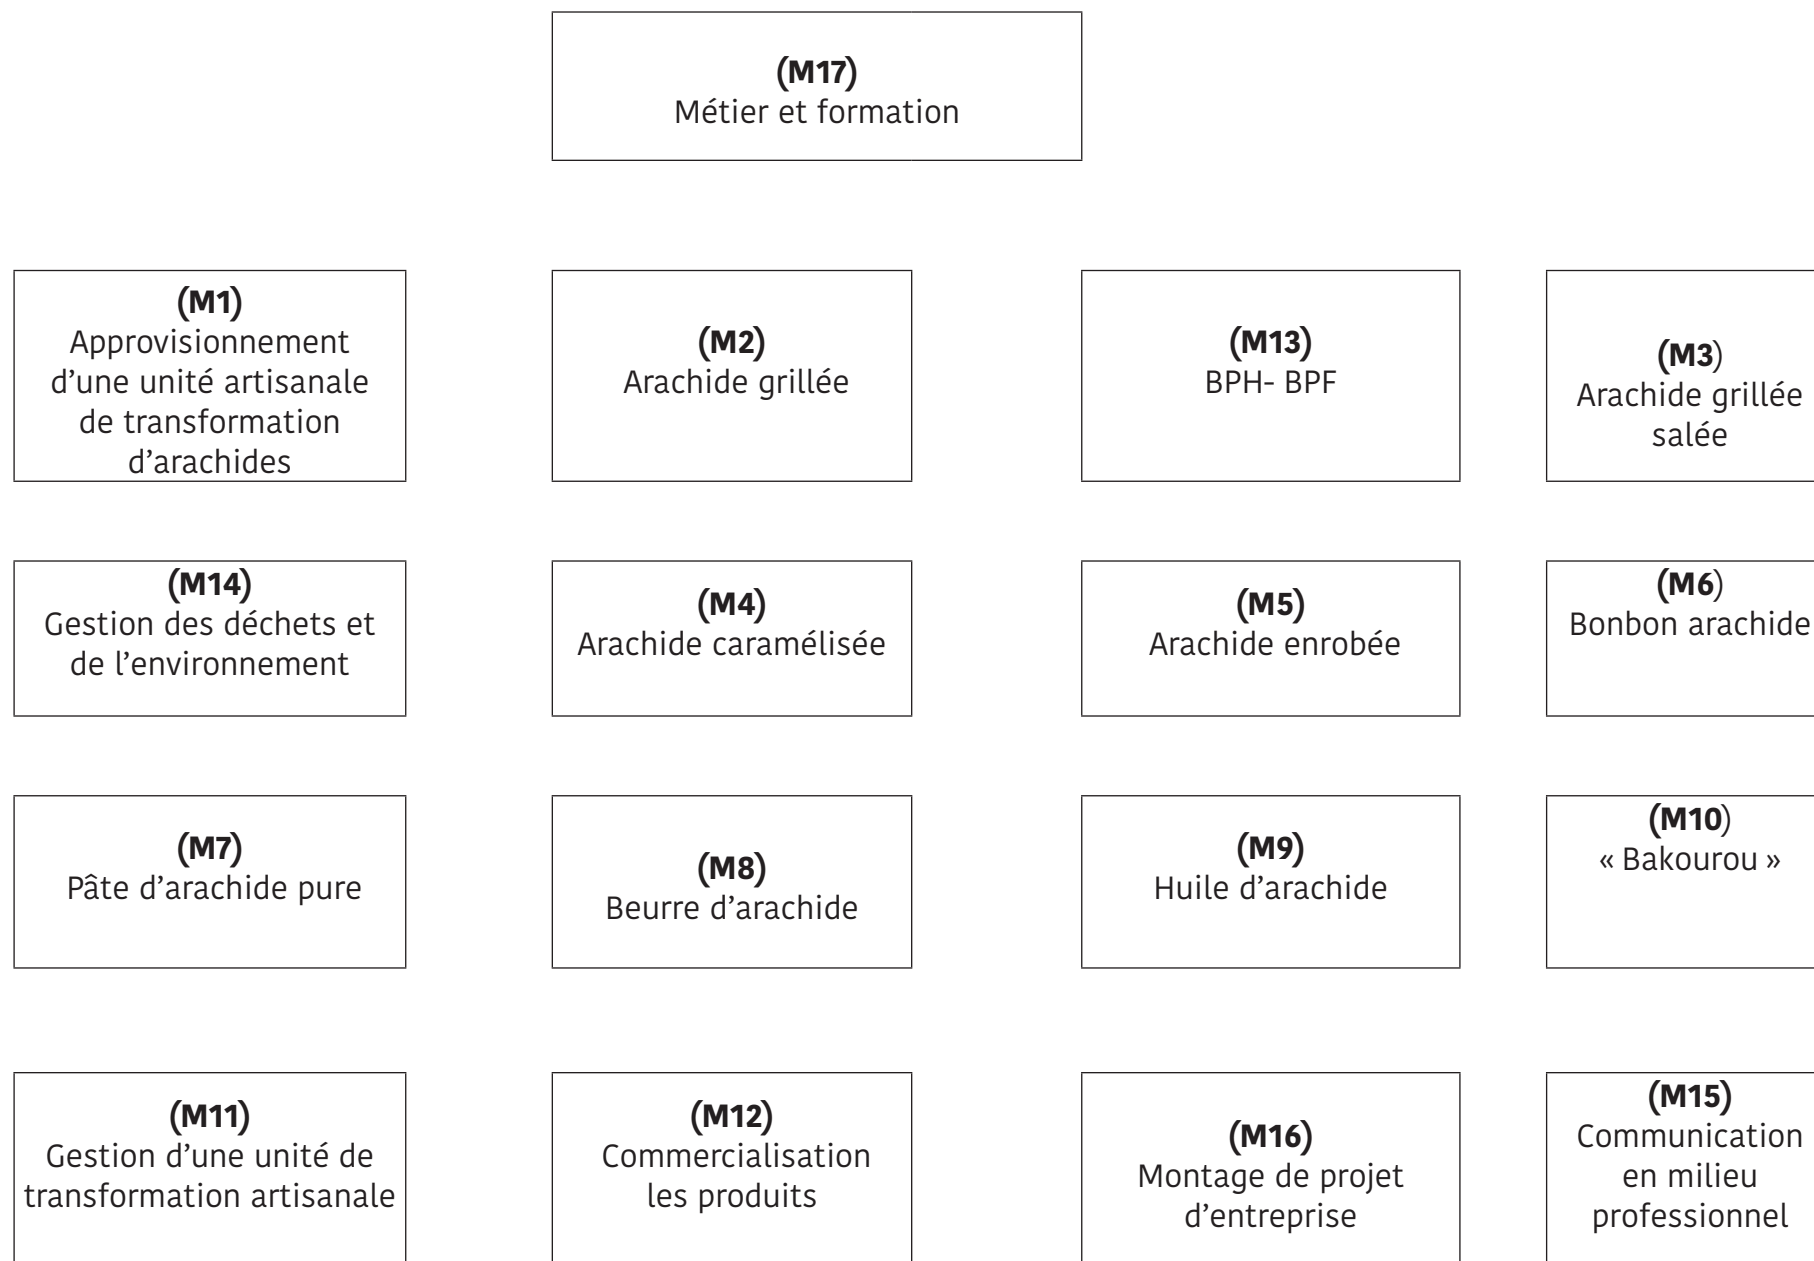 (M17)
Métier et formation
(M1)
Approvisionnement
d’une unité artisanale
de transformation
d’arachides
(M2)
Arachide grillée
(M13)
BPH- BPF
(M3)
Arachide grillée
salée
(M14)
Gestion des déchets et
de l’environnement
(M4)
Arachide caramélisée
(M5)
Arachide enrobée
(M6)
Bonbon arachide
(M7)
Pâte d’arachide pure
(M8)
Beurre d’arachide
(M9)
Huile d’arachide
(M10)
« Bakourou »
(M11)
Gestion d’une unité de
transformation artisanale
(M12)
Commercialisation
les produits
(M16)
Montage de projet
d’entreprise
(M15)
Communication
en milieu
professionnel